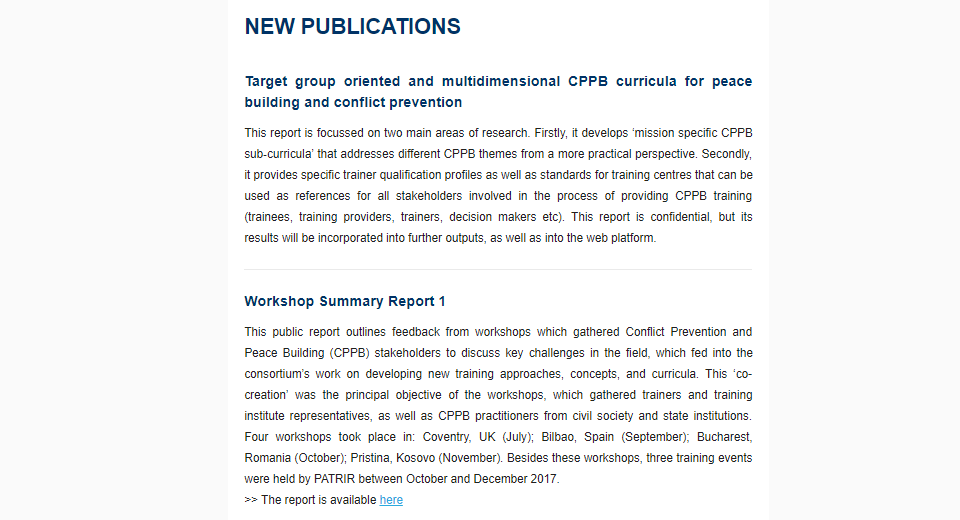 NEW PUBLICATIONS
Target group oriented and multidimensional CPPB curricula for peace
building and conflict prevention
This report is focussed on two main areas of research. Firstly, it develops ‘mission specific CPPB
sub-curricula’ that addresses different CPPB themes from a more practical perspective. Secondly,
it provides specific trainer qualification profiles as well as standards for training centres that can be
used as references for all stakeholders involved in the process of providing CPPB training
(trainees, training providers, trainers, decision makers etc). This report is confidential, but its
results will be incorporated into further outputs, as well as into the web platform.
Workshop Summary Report 1
This public report outlines feedback from workshops which gathered Conflict Prevention and
Peace Building (CPPB) stakeholders to discuss key challenges in the field, which fed into the
consortium’s work on developing new training approaches, concepts, and curricula. This ‘co-
creation’ was the principal objective of the workshops, which gathered trainers and training
institute representatives, as well as CPPB practitioners from civil society and state institutions.
Four workshops took place in: Coventry, UK (July); Bilbao, Spain (September); Bucharest,
Romania (October); Pristina, Kosovo (November). Besides these workshops, three training events
were held by PATRIR between October and December 2017.
>> The report is available here